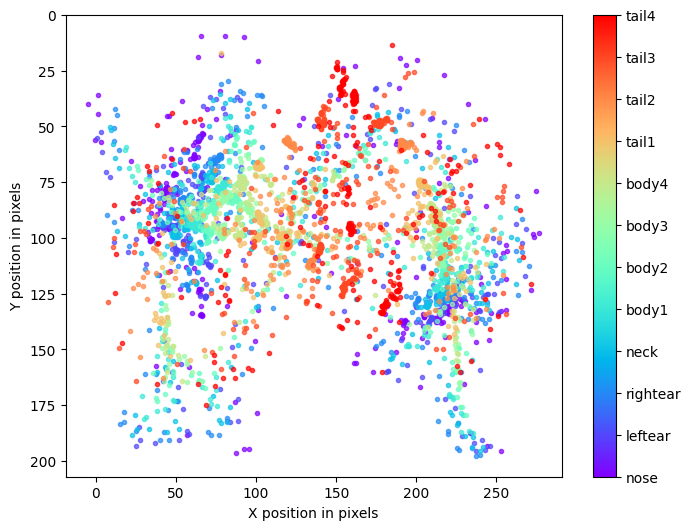 0
25
50
75
100
125
150
175
200
Y position in pixels
0
50
100
150
200
250
X position in pixels
tail4
tail3
tail2
tail1
body4
body3
body2
body1
neck
rightear
leftear
nose